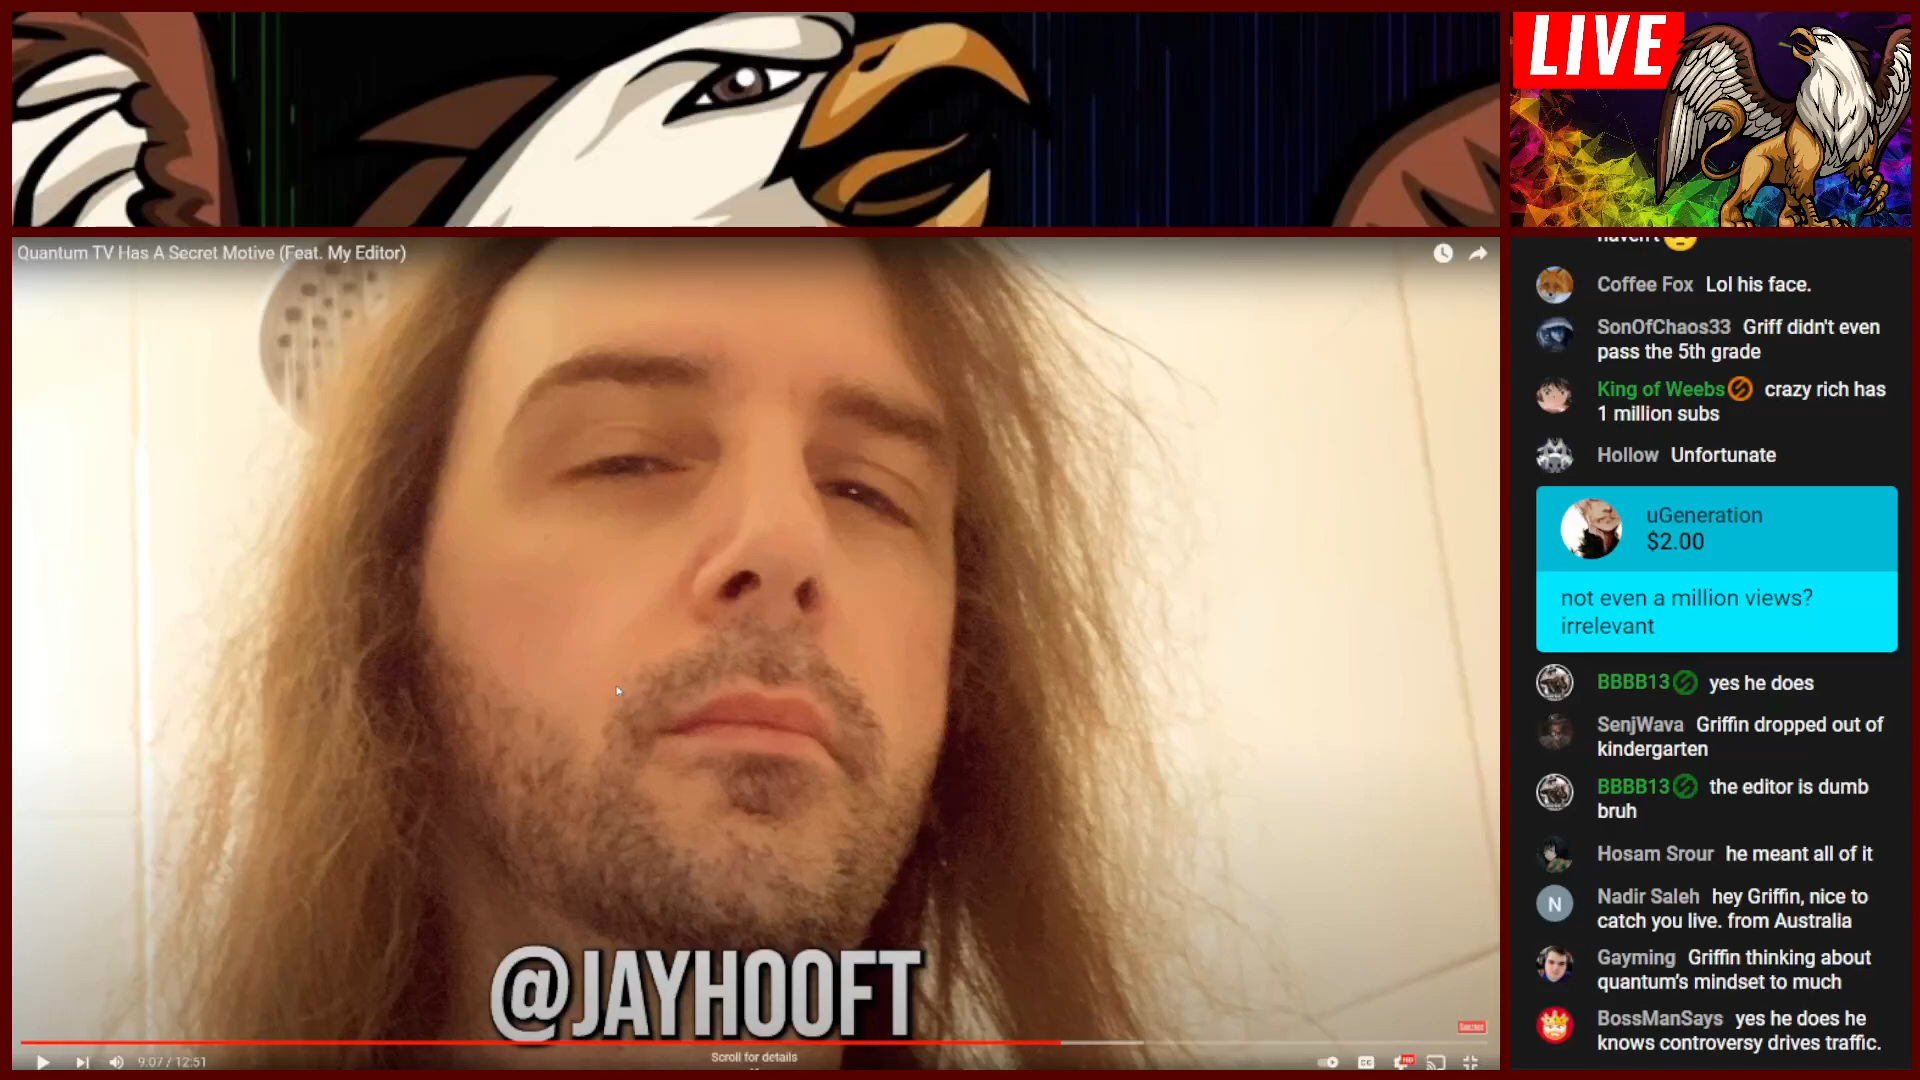 LIVE
Quantum TV Has A Secret Motive (Feat. My Editor)
@JAYHOOFT
9:07 / 12:51
Scroll for details
haven't
Coffee Fox Lol his face.
SonOfChaos33 Griff didn't even
pass the 5th grade
King of Weebs crazy rich has
1 million subs
Hollow Unfortunate
uGeneration
$2.00
not even a million views?
irrelevant
BBBB13 yes he does
SenjWava Griffin dropped out of
kindergarten
BBBB13 the editor is dumb
bruh
Hosam Srour he meant all of it
N
Nadir Saleh hey Griffin, nice to
catch you live. from Australia
Gayming Griffin thinking about
quantum's mindset to much
BossManSays yes he does he
knows controversy drives traffic.